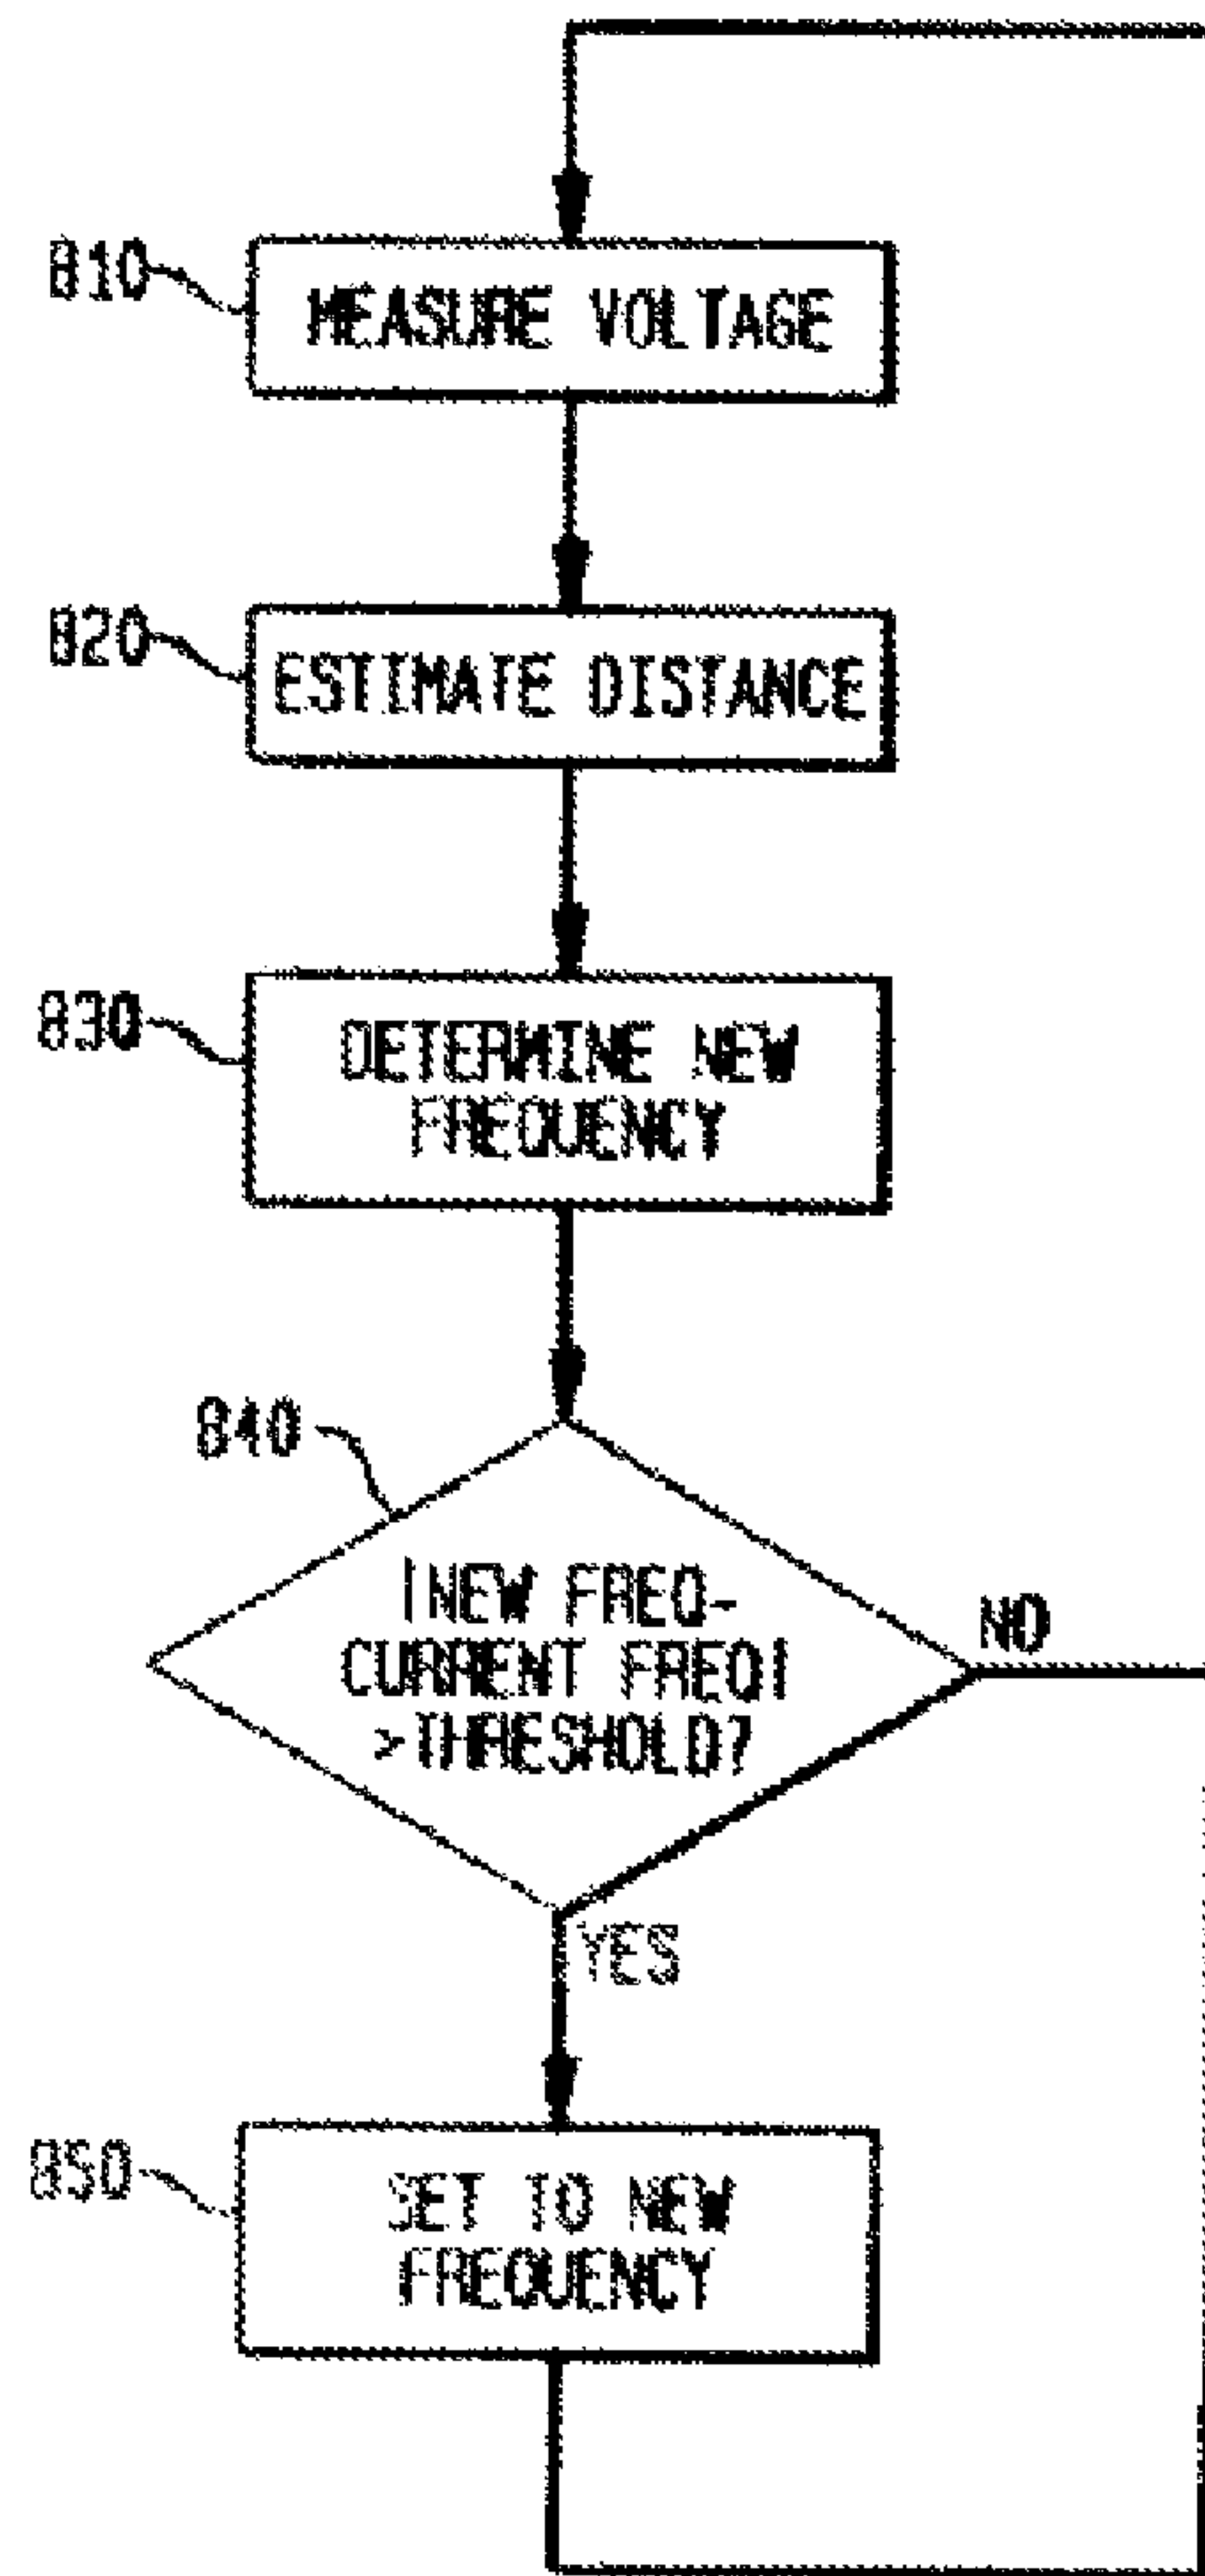 810
MEASURE VOLTAGE
820
ESTIMATE DISTANCE
830
DETERMINE NEW
FREQUENCY
840
|NEW FREQ-
CURRENT FREQ|
>THRESHOLD?
NO
YES
850
SET TO NEW
FREQUENCY